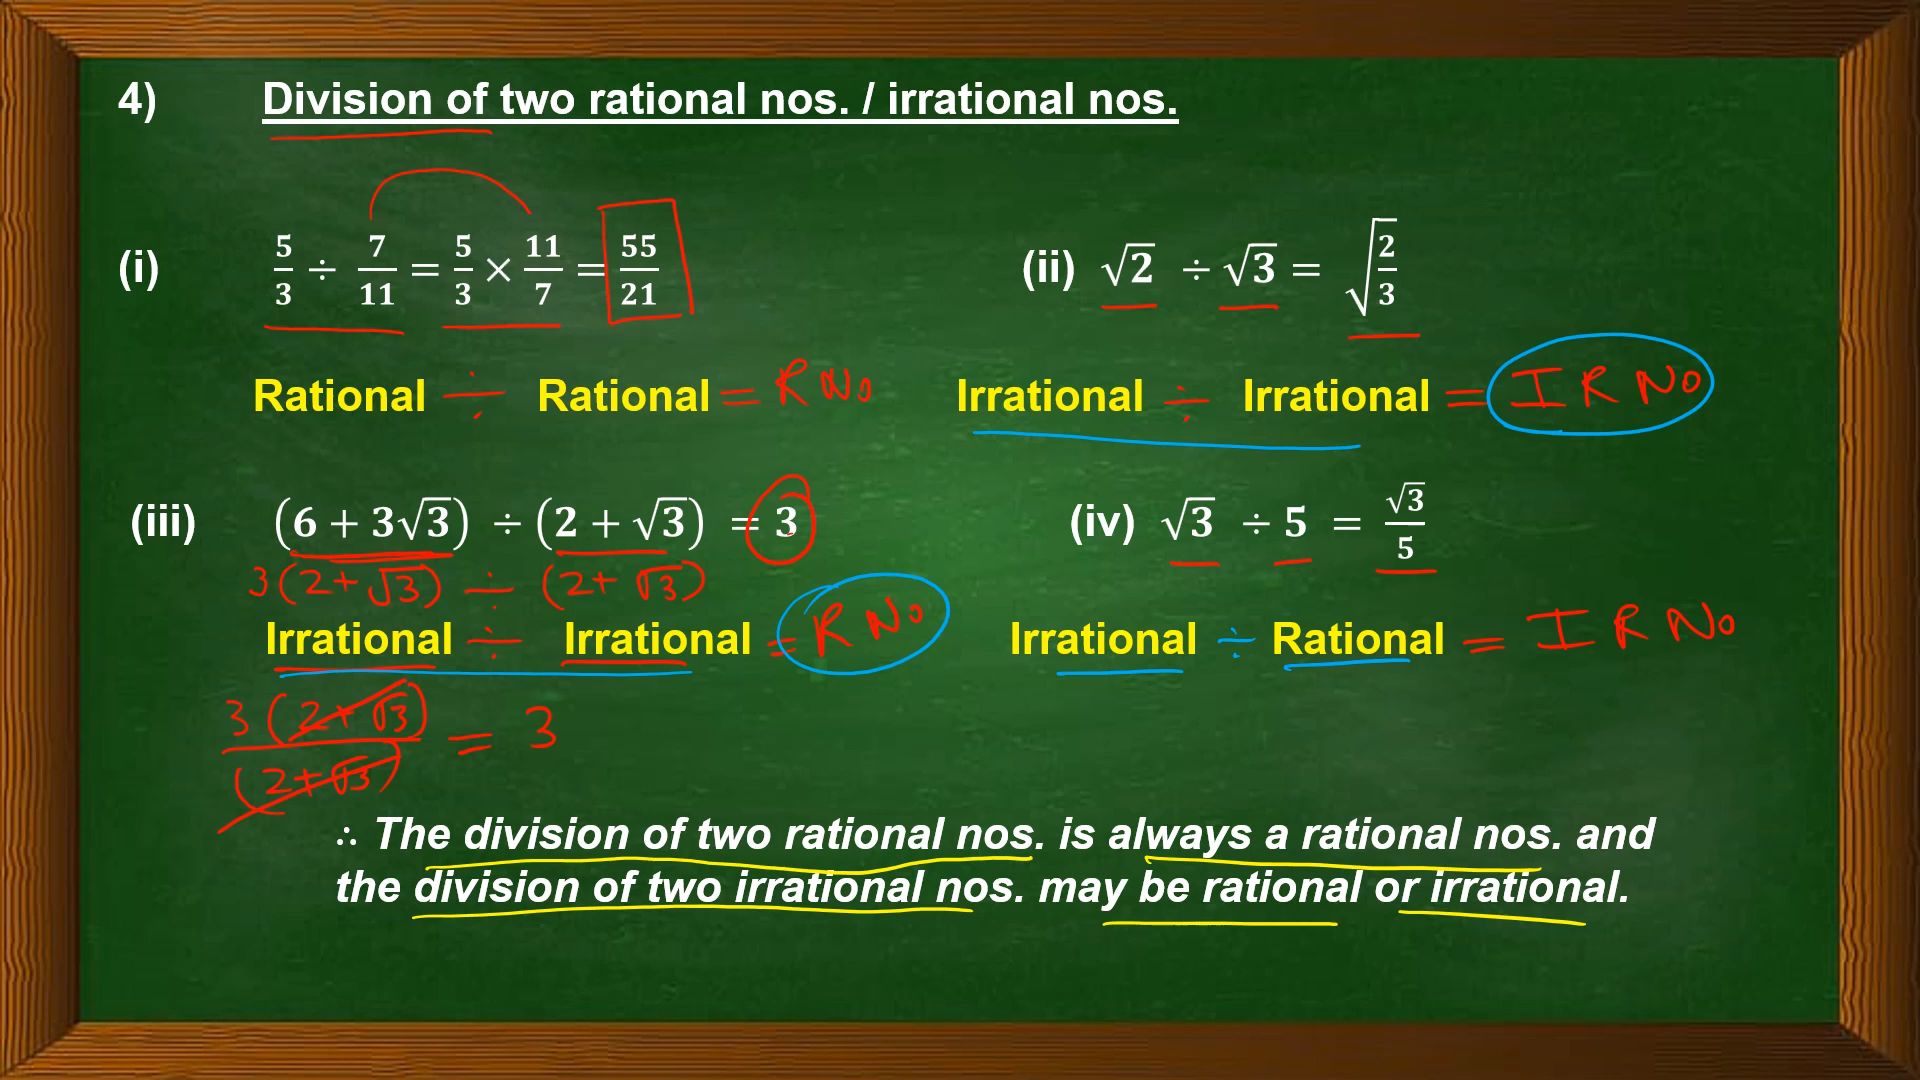 4) Division of two rational nos. / irrational nos.
(i) 5/3 ÷ 7/11 = 5/3 × 11/7 = 55/21
(ii) √2 ÷ √3 = √(2/3)
Rational ÷ Rational = R No
Irrational ÷ Irrational = I R No
(iii) (6 + 3√3) ÷ (2 + √3) = 3
(iv) √3 ÷ 5 = √3/5
3(2+√3) ÷ (2+√3)
Irrational ÷ Irrational = R No
Irrational ÷ Rational = I R No
3(2+√3)/(2+√3) = 3
∴ The division of two rational nos. is always a rational nos. and
the division of two irrational nos. may be rational or irrational.